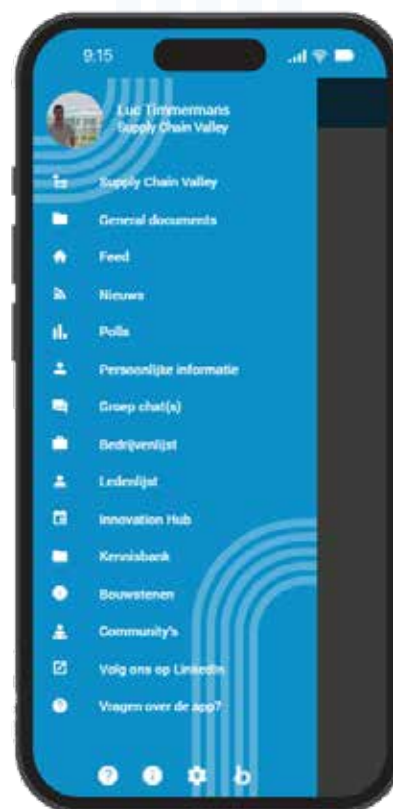 9:15
Luc Timmermans
Supply Chain Valley
Supply Chain Valley
General documents
Feed
Nieuws
Polls
Persoonlijke informatie
Groep chat(s)
Bedrijvenlijst
Ledenlijst
Innovation Hub
Kennisbank
Bouwstenen
Community's
Volg ons op LinkedIn
Vragen over de app?